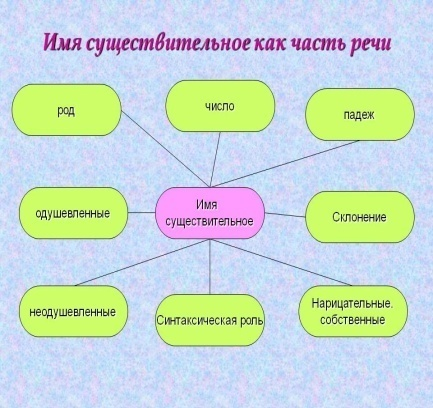 Имя существительное как часть речи
род
число
падеж
одушевленные
Имя
существительное
Склонение
неодушевленные
Синтаксическая роль
Нарицательные.
собственные